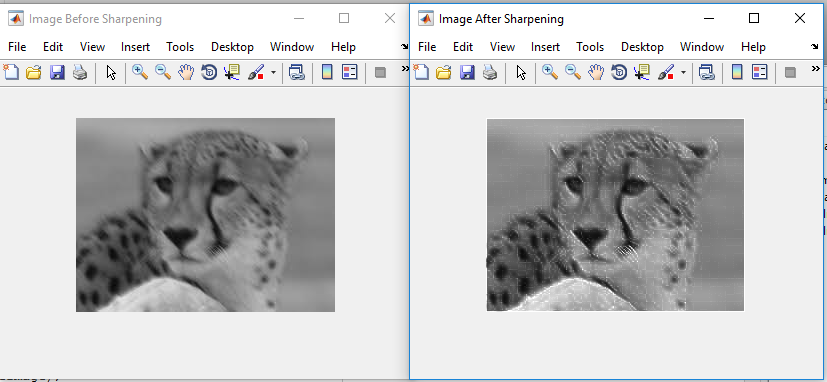 Image Before Sharpening
File Edit View Insert Tools Desktop Window Help
Image After Sharpening
File Edit View Insert Tools Desktop Window Help